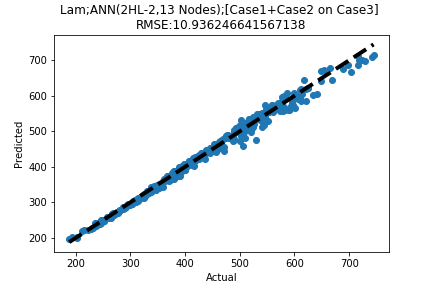 Lam;ANN(2HL-2,13 Nodes);[Case1+Case2 on Case3]
RMSE:10.936246641567138
Predicted
700
600
500
400
300
200
200 300 400 500 600 700
Actual